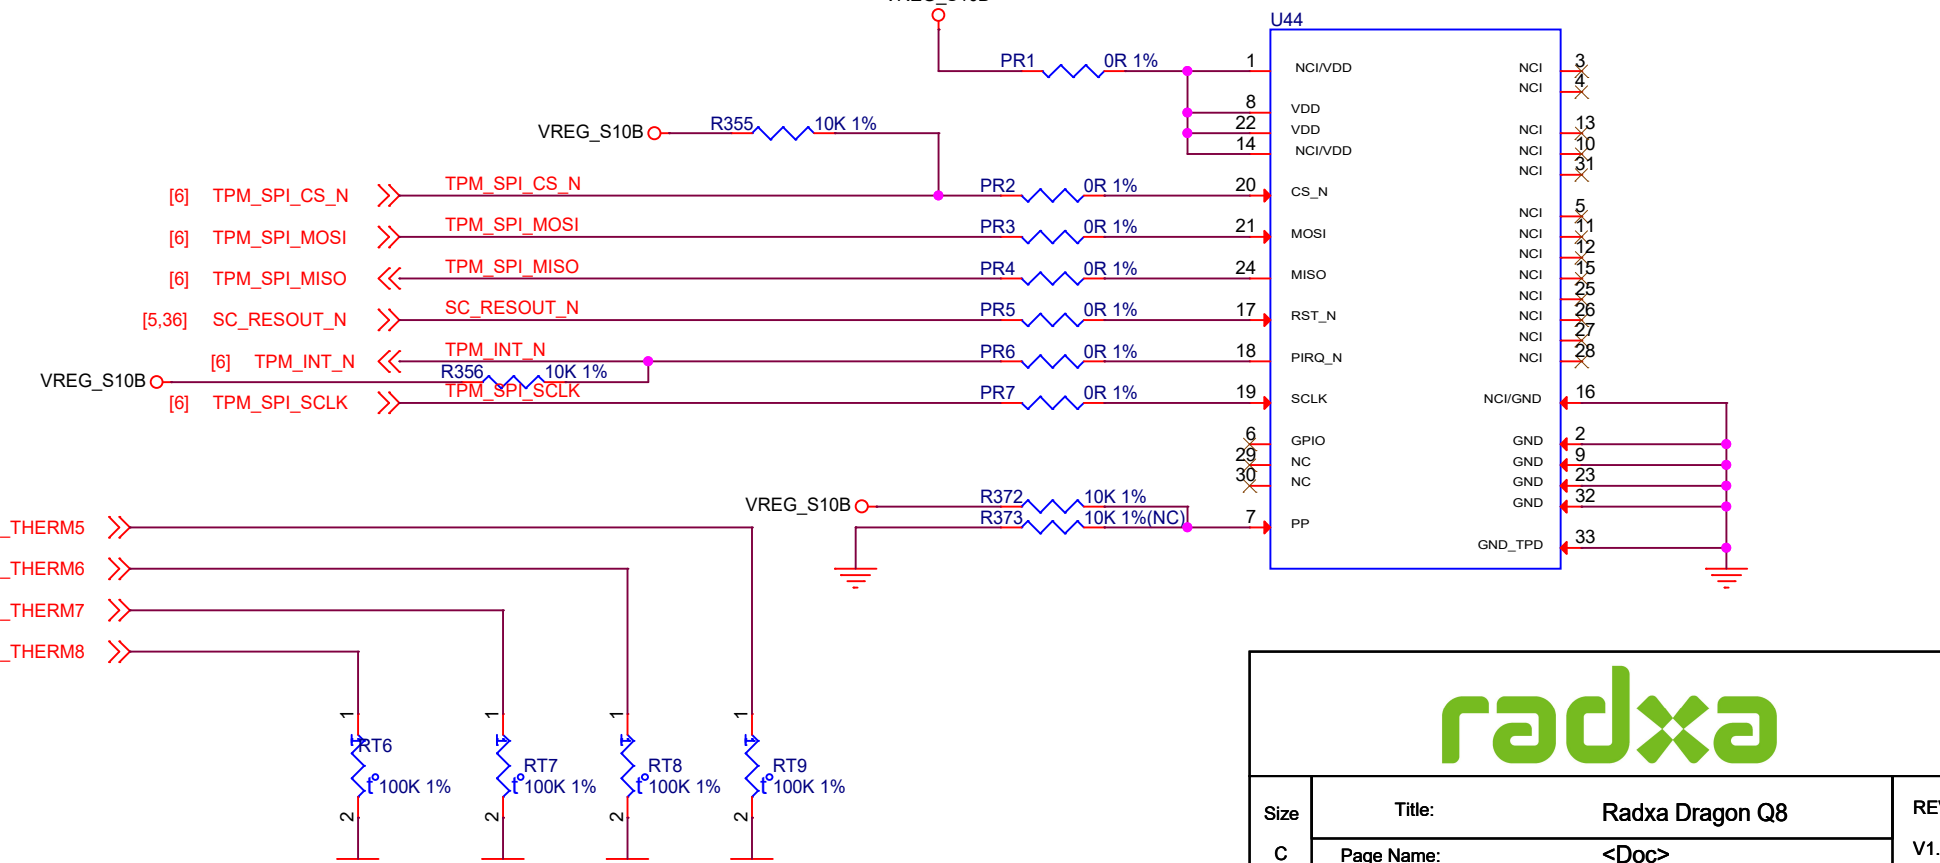 U44
PR1 0R 1% 1 NCI/VDD NCI 3
NCI 4
8 VDD
VREG_S10B R355 10K 1% 22 VDD NCI 13
14 NCI/VDD NCI 10
NCI 31
[6] TPM_SPI_CS_N TPM_SPI_CS_N PR2 0R 1% 20 CS_N
NCI 5
[6] TPM_SPI_MOSI TPM_SPI_MOSI PR3 0R 1% 21 MOSI NCI 11
NCI 12
[6] TPM_SPI_MISO TPM_SPI_MISO PR4 0R 1% 24 MISO NCI 15
NCI 25
[5,36] SC_RESOUT_N SC_RESOUT_N PR5 0R 1% 17 RST_N NCI 26
NCI 27
[6] TPM_INT_N TPM_INT_N PR6 0R 1% 18 PIRQ_N NCI 28
VREG_S10B R356 10K 1%
[6] TPM_SPI_SCLK TPM_SPI_SCLK PR7 0R 1% 19 SCLK NCI/GND 16
6 GPIO GND 2
29 NC GND 9
30 NC GND 23
VREG_S10B R372 10K 1% GND 32
R373 10K 1%(NC) 7 PP
GND_TPD 33
_THERM5
_THERM6
_THERM7
_THERM8
1 1 1 1
RT6
RT7 RT8 RT9
t° 100K 1% t° 100K 1% t° 100K 1% t° 100K 1%
2 2 2 2
radxa
Size Title: Radxa Dragon Q8
C Page Name: <Doc> V1.